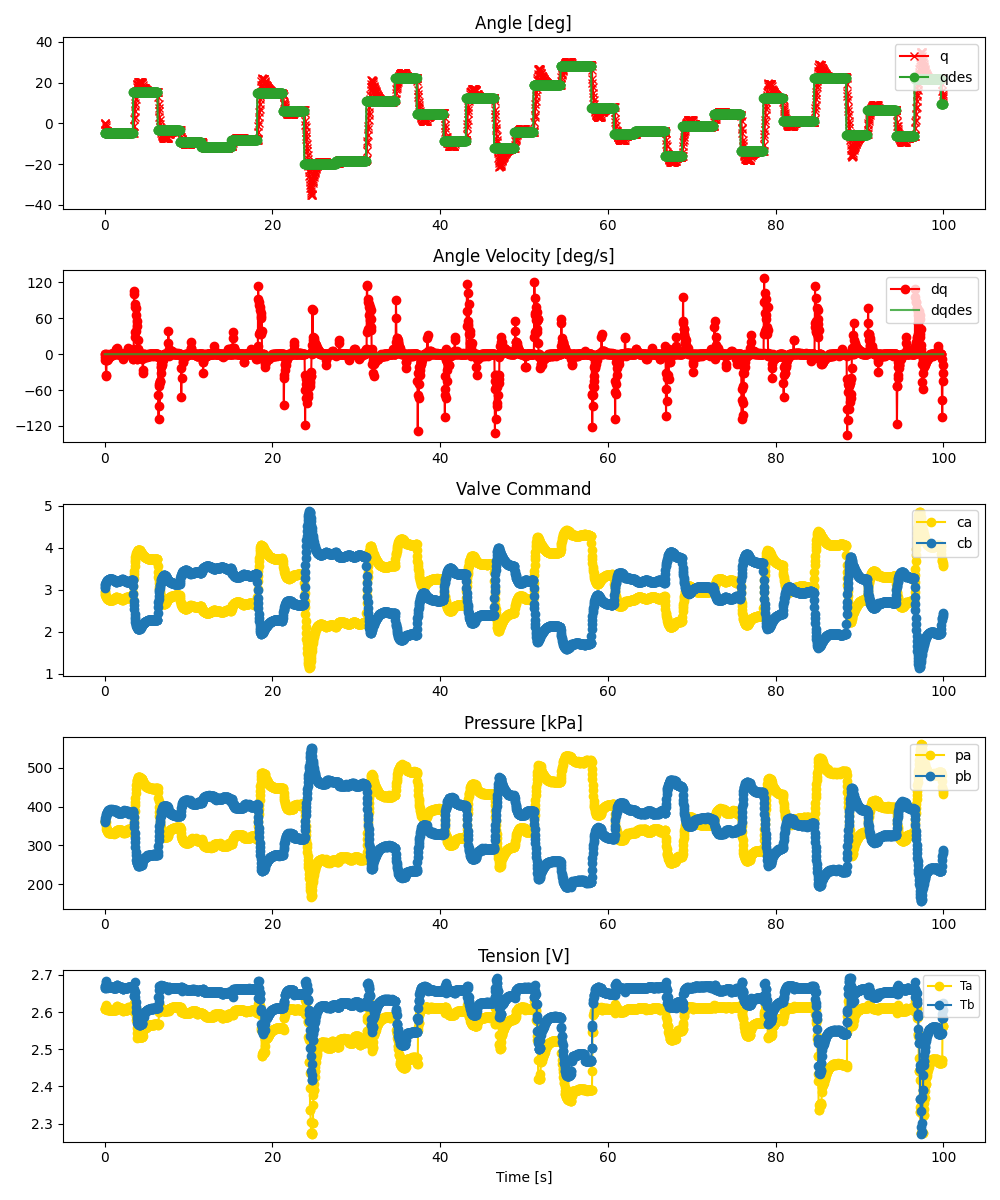 Angle [deg]
40
20
0
−20
−40
q
qdes
0 20 40 60 80 100
Angle Velocity [deg/s]
120
60
0
−60
−120
dq
dqdes
0 20 40 60 80 100
Valve Command
5
4
3
2
1
ca
cb
0 20 40 60 80 100
Pressure [kPa]
500
400
300
200
pa
pb
0 20 40 60 80 100
Tension [V]
2.7
2.6
2.5
2.4
2.3
Ta
Tb
0 20 40 60 80 100
Time [s]